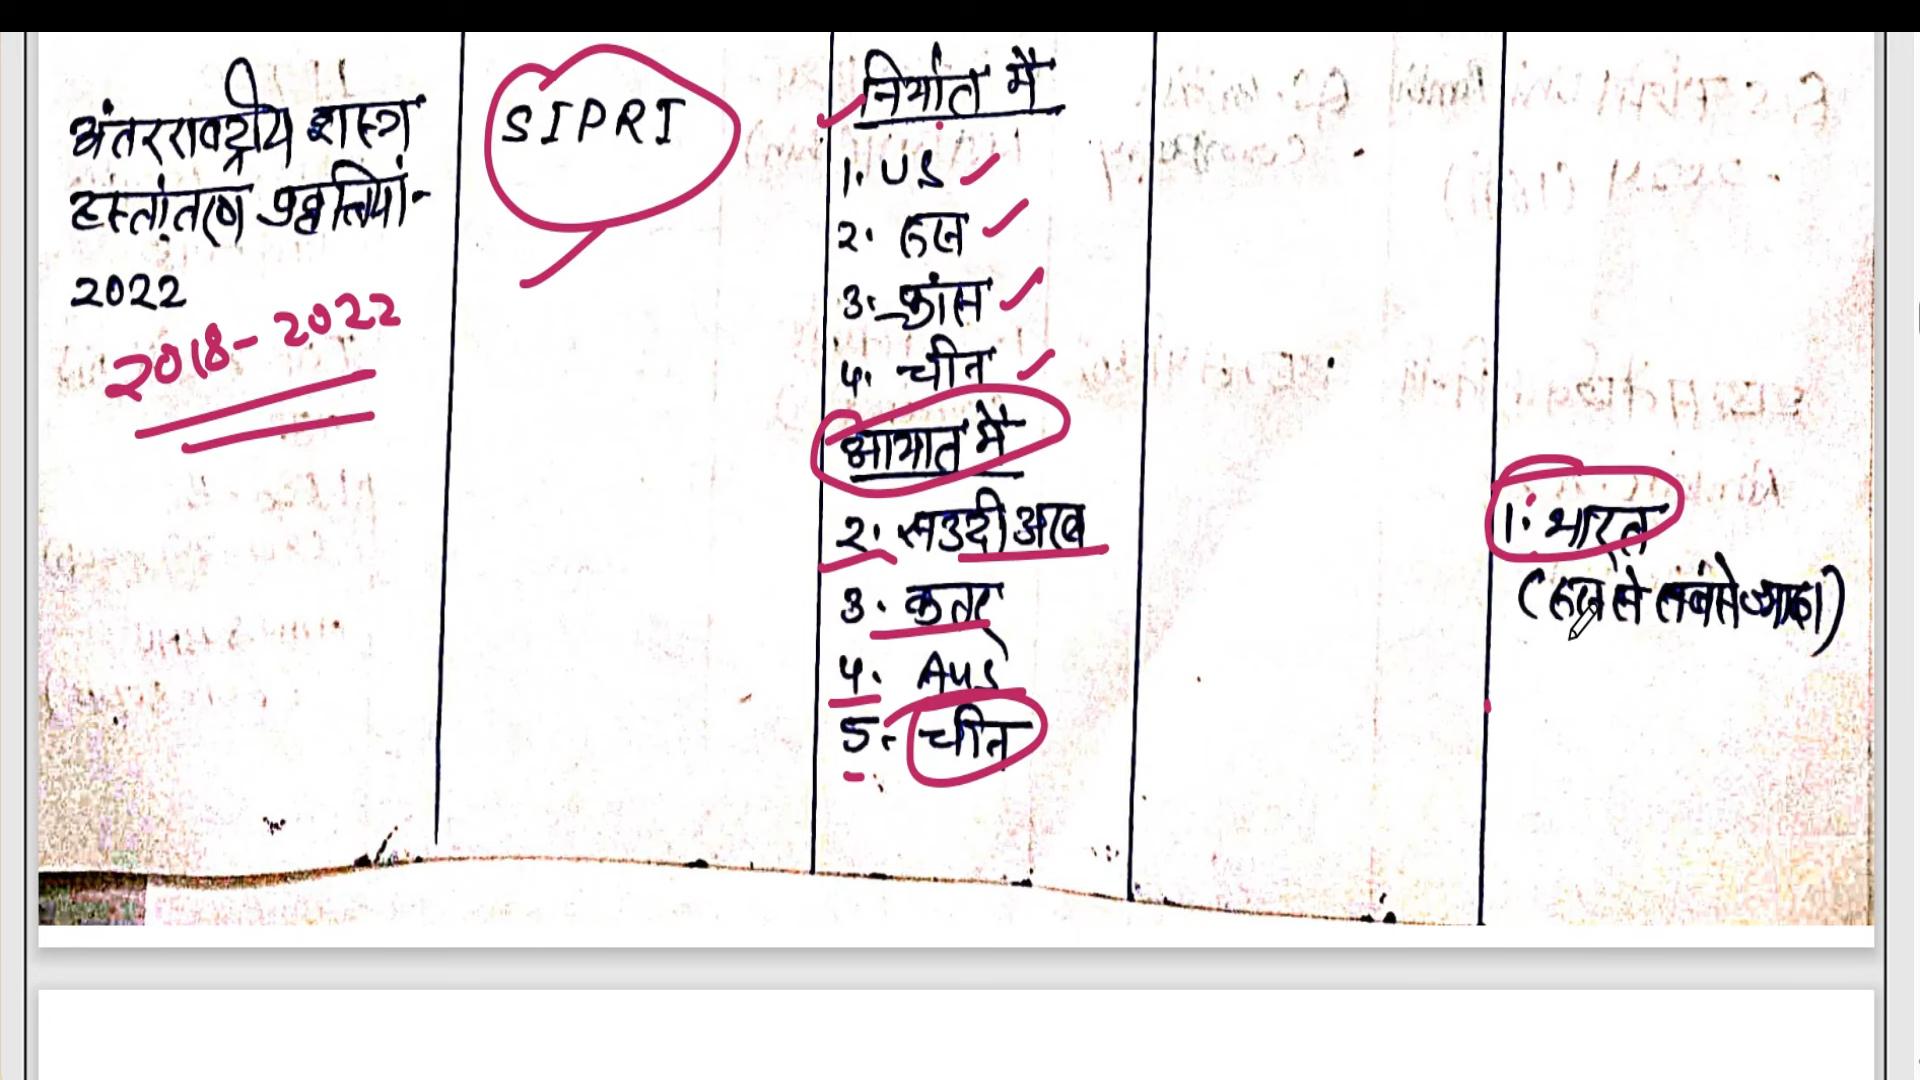 अंतरराष्ट्रीय शस्त्र
हस्तांतरण प्रवृत्तियां-
2022
2018-2022
SIPRI
निर्यात में
1. US
2. रूस
3. फ्रांस
4. चीन
आयात में
2. सउदी अरब
3. कतर
4. Aus
5. चीन
1. भारत
(रूस से सबसे ज्यादा)